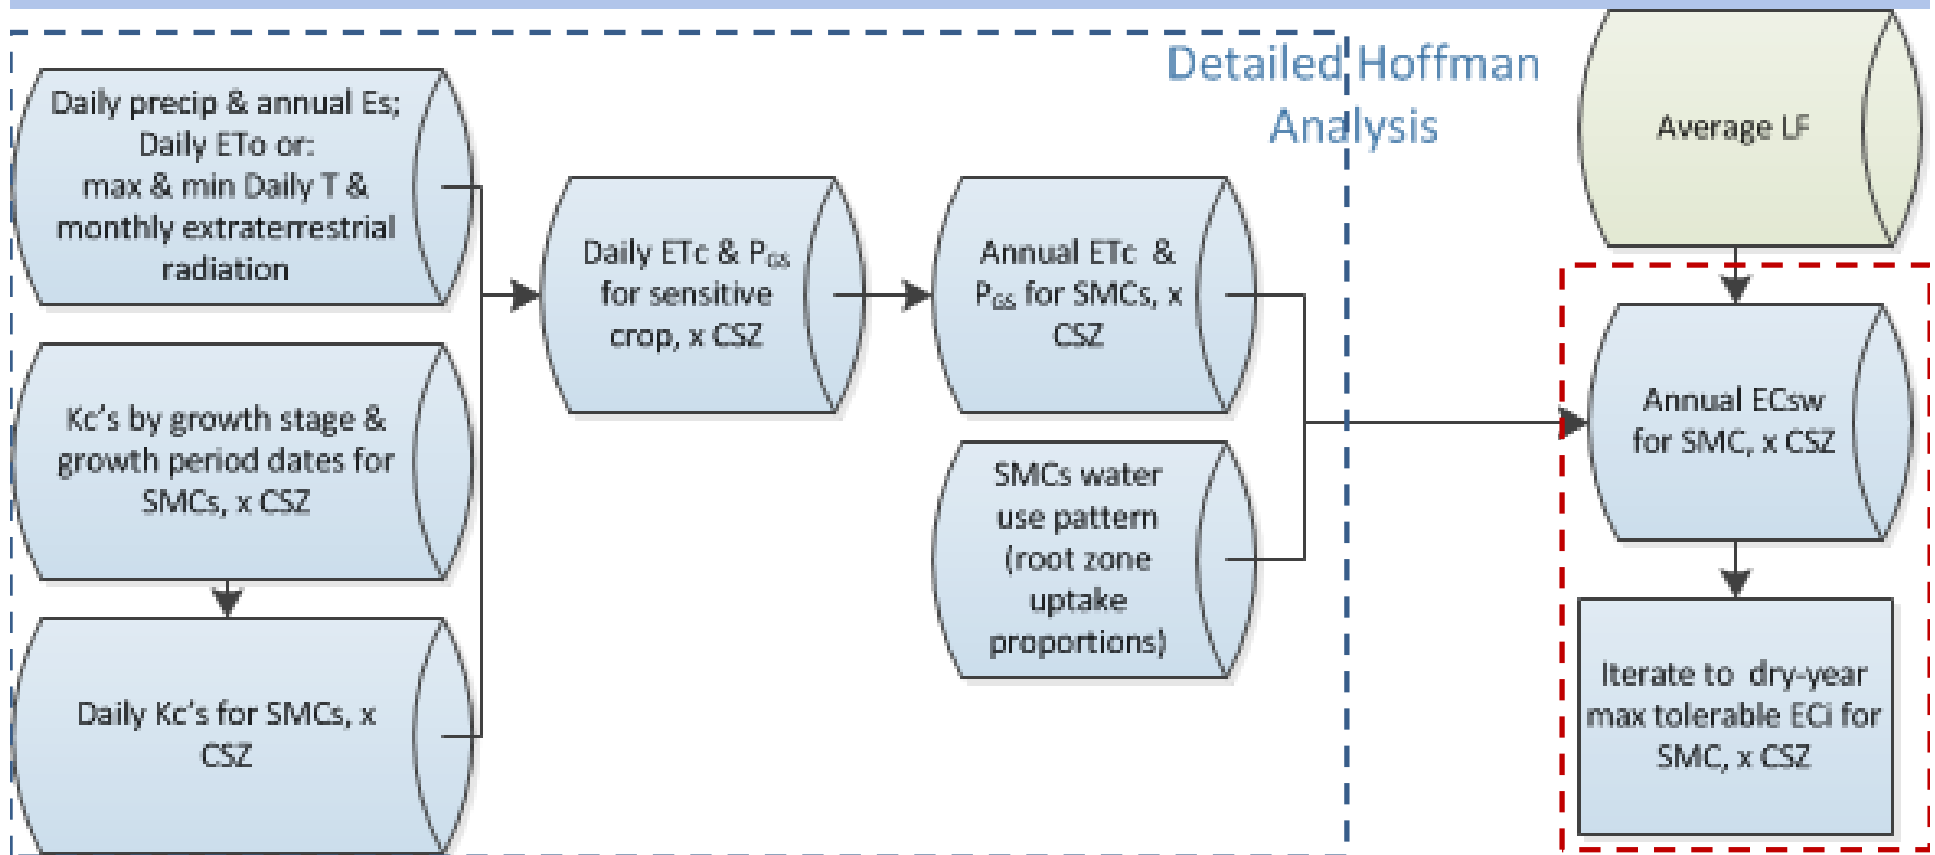 Detailed Hoffman
Analysis
Daily precip & annual Es;
Daily ETo or:
max & min Daily T &
monthly extraterrestrial
radiation
Kc's by growth stage &
growth period dates for
SMCs, x CSZ
Daily Kc's for SMCs, x
CSZ
Daily ETc & P_GS
for sensitive
crop, x CSZ
Annual ETc &
P_GS for SMCs, x
CSZ
SMCs water
use pattern
(root zone
uptake
proportions)
Average LF
Annual ECsw
for SMC, x CSZ
Iterate to dry-year
max tolerable ECi for
SMC, x CSZ